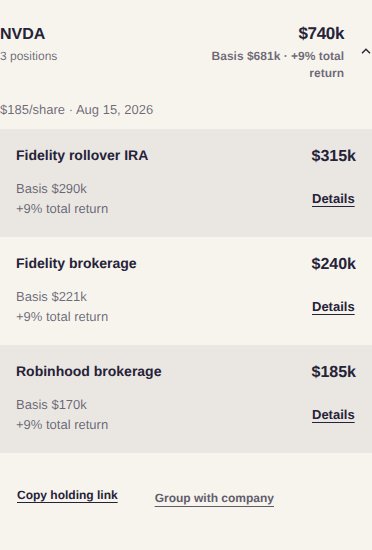 NVDA
$740k
3 positions
Basis $681k · +9% total
return
$185/share · Aug 15, 2026
Fidelity rollover IRA
$315k
Basis $290k
+9% total return
Details
Fidelity brokerage
$240k
Basis $221k
+9% total return
Details
Robinhood brokerage
$185k
Basis $170k
+9% total return
Details
Copy holding link
Group with company